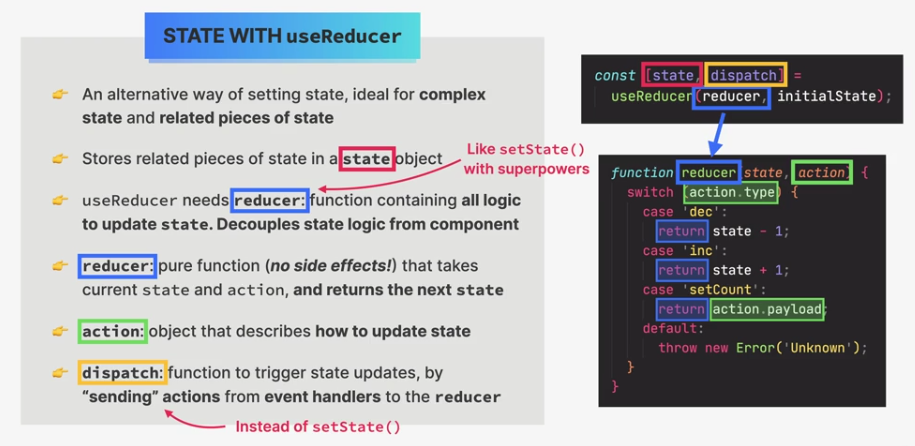 STATE WITH useReducer
👉 An alternative way of setting state, ideal for complex
state and related pieces of state
👉 Stores related pieces of state in a state object
👉 useReducer needs reducer: function containing all logic
to update state. Decouples state logic from component
👉 reducer: pure function (no side effects!) that takes
current state and action, and returns the next state
👉 action: object that describes how to update state
👉 dispatch: function to trigger state updates, by
“sending” actions from event handlers to the reducer
Like setState()
with superpowers
Instead of setState()
const [state, dispatch] =
useReducer(reducer, initialState);
function reducer(state, action) {
switch (action.type) {
case 'dec':
return state - 1;
case 'inc':
return state + 1;
case 'setCount':
return action.payload;
default:
throw new Error('Unknown');
}
}